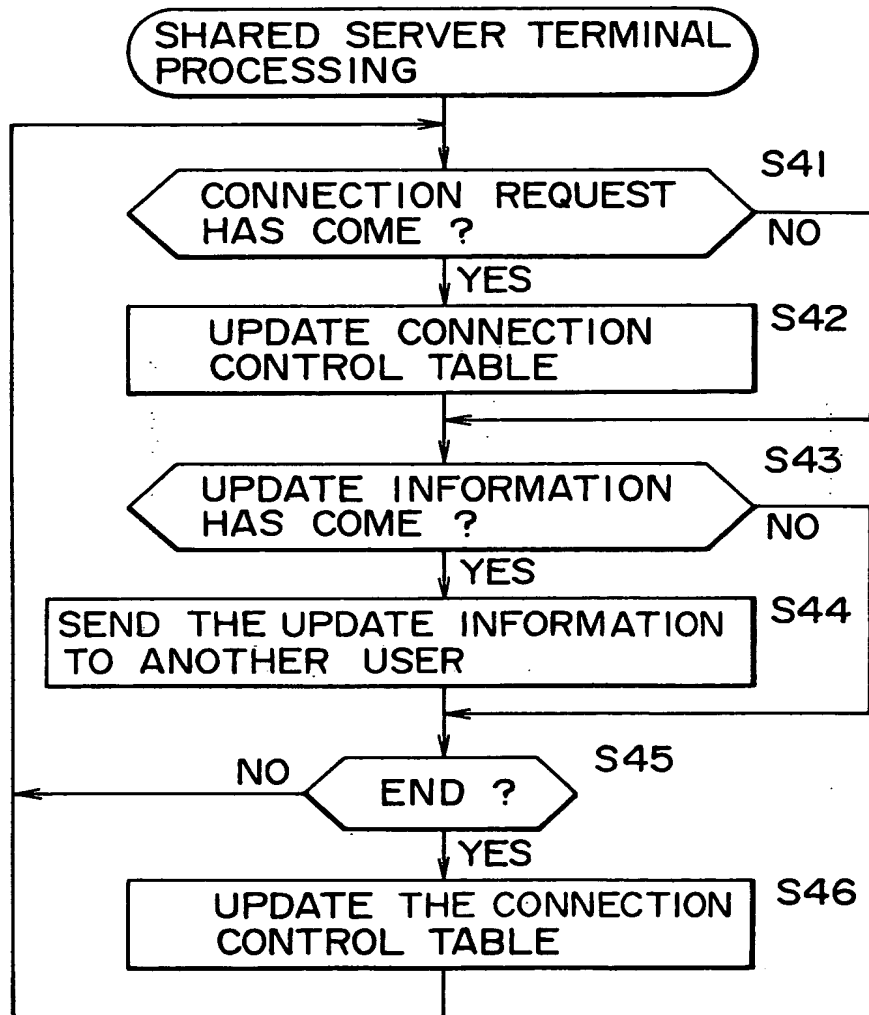 SHARED SERVER TERMINAL
PROCESSING
S41
CONNECTION REQUEST
HAS COME ?
NO
YES
S42
UPDATE CONNECTION
CONTROL TABLE
S43
UPDATE INFORMATION
HAS COME ?
NO
YES
S44
SEND THE UPDATE INFORMATION
TO ANOTHER USER
S45
NO
END ?
YES
S46
UPDATE THE CONNECTION
CONTROL TABLE